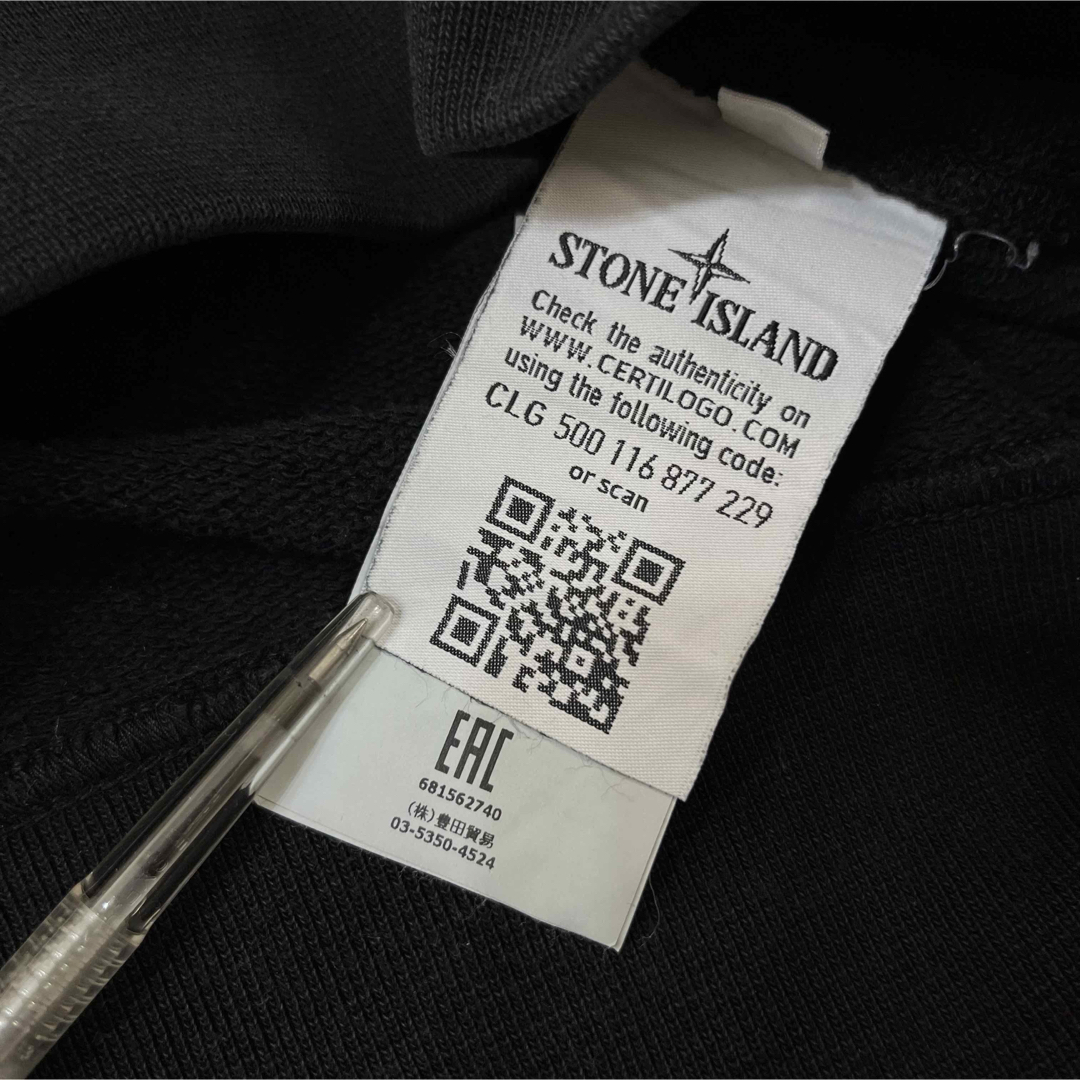 STONE ISLAND
Check the authenticity on
WWW.CERTILOGO.COM
using the following code:
CLG 500 116 877 229
or scan
EAC
681562740
(株)豊田貿易
03-5350-4524